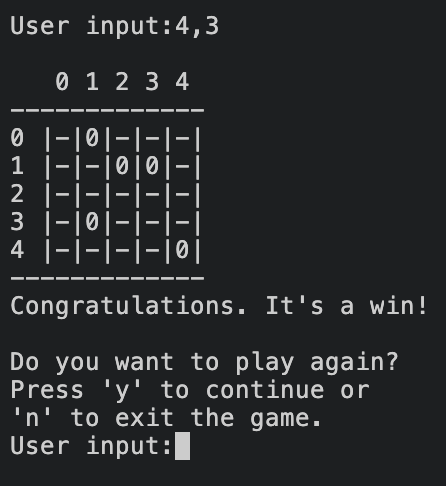 User input:4,3
0 1 2 3 4
-------------
0 |-|0|-|-|-|
1 |-|-|0|0|-|
2 |-|-|-|-|-|
3 |-|0|-|-|-|
4 |-|-|-|-|0|
-------------
Congratulations. It's a win!
Do you want to play again?
Press 'y' to continue or
'n' to exit the game.
User input: